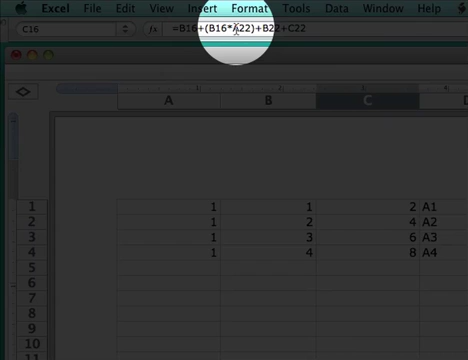 Excel File Edit View Insert Format Tools Data Window Help
C16 fx =B16+(B16*A22)+B22+C22
A B C
1 1 1 2 A1
2 1 2 4 A2
3 1 3 6 A3
4 1 4 8 A4
5
6
7
8
9
10
11